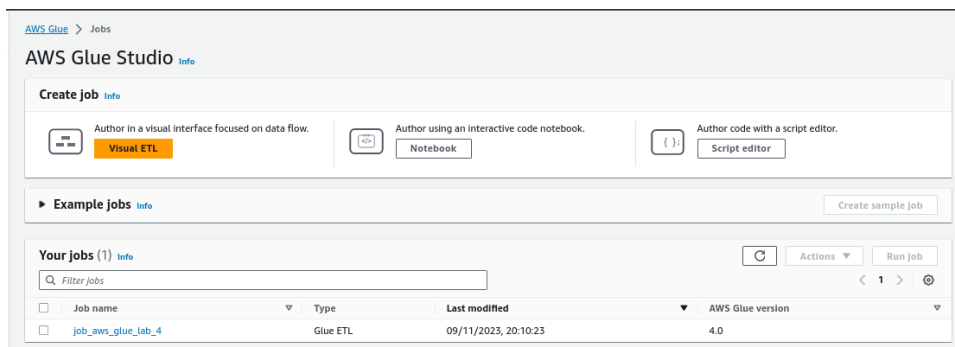 AWS Glue > Jobs
AWS Glue Studio Info
Create job Info
Author in a visual interface focused on data flow.
Visual ETL
Author using an interactive code notebook.
Notebook
Author code with a script editor.
Script editor
Example jobs Info
Create sample job
Your jobs (1) Info
Actions
Run job
Filter jobs
1
Job name Type Last modified AWS Glue version
job_aws_glue_lab_4 Glue ETL 09/11/2023, 20:10:23 4.0